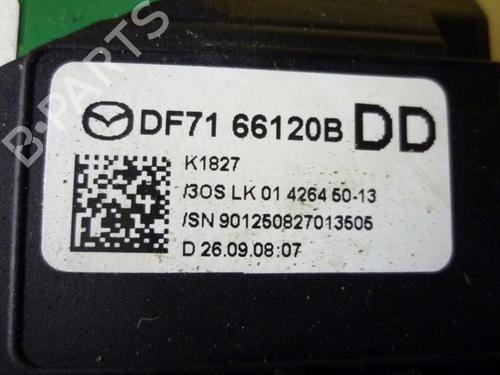 B PARTS
DF71 66120B DD
K1827
/3OS LK 01 4264 50-13
/SN 901250827013505
D 26.09.08:07